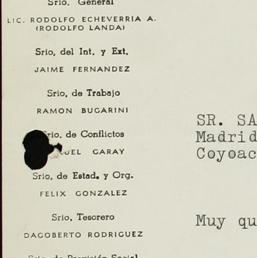 Srio. General
LIC. RODOLFO ECHEVERRIA A.
(RODOLFO LANDA)
Srio. del Int. y Ext.
JAIME FERNANDEZ
Srio. de Trabajo
RAMON BUGARINI
Srio. de Conflictos
GARAY
Srio. de Estad. y Org.
FELIX GONZALEZ
Srio. Tesorero
DAGOBERTO RODRIGUEZ
SR. SA
Madrid
Coyoac
Muy qu